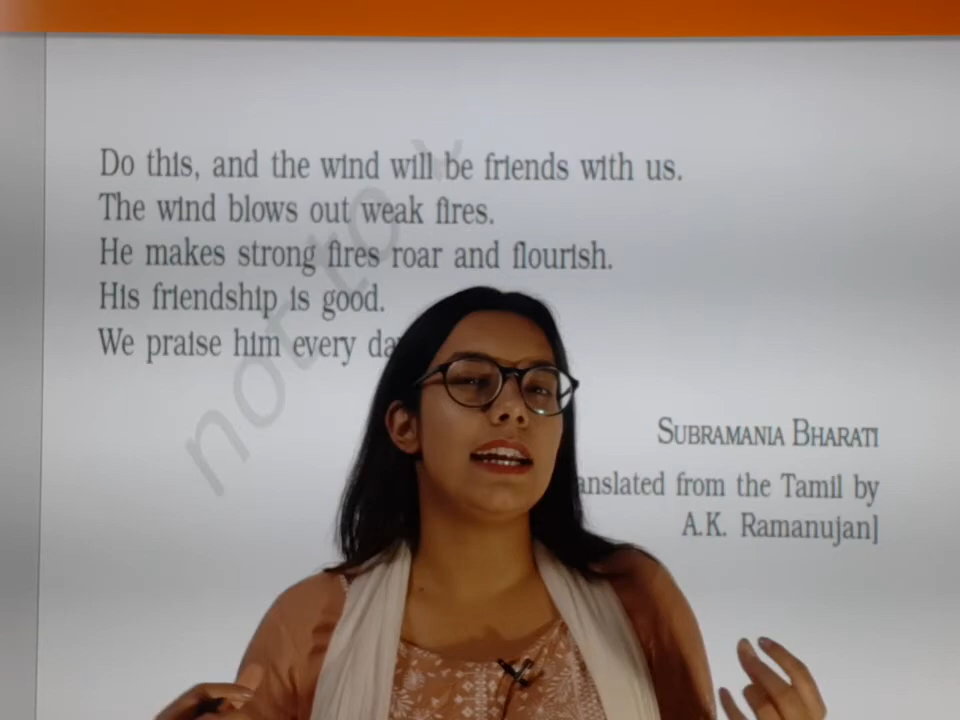 Do this, and the wind will be friends with us.
The wind blows out weak fires.
He makes strong fires roar and flourish.
His friendship is good.
We praise him every
SUBRAMANIA BHARATI
from the Tamil by
A.K. Ramanujan]
not to